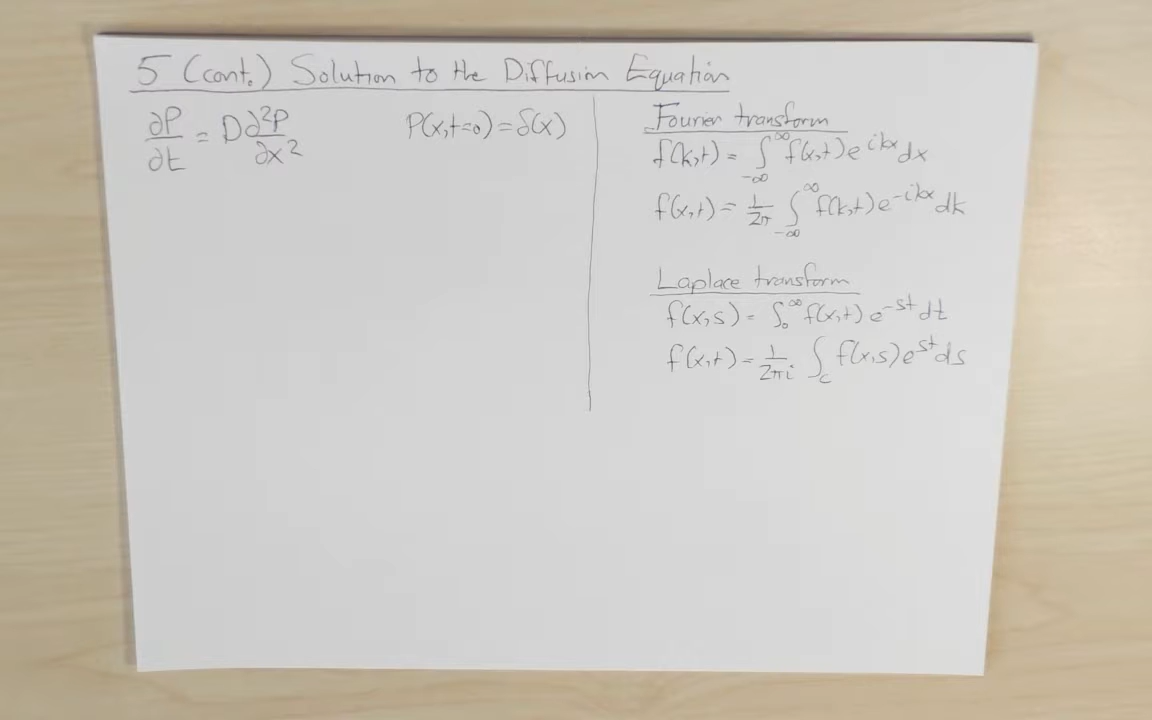 5 (cont.) Solution to the Diffusion Equation
∂P/∂t = D ∂²P/∂x²
P(x,t=0) = δ(x)
Fourier transform
f(k,t) = ∫_{-∞}^{∞} f(x,t) e^{ikx} dx
f(x,t) = 1/2π ∫_{-∞}^{∞} f(k,t) e^{-ikx} dk
Laplace transform
f(x,s) = ∫_0^∞ f(x,t) e^{-st} dt
f(x,t) = 1/2πi ∫_C f(x,s) e^{st} ds